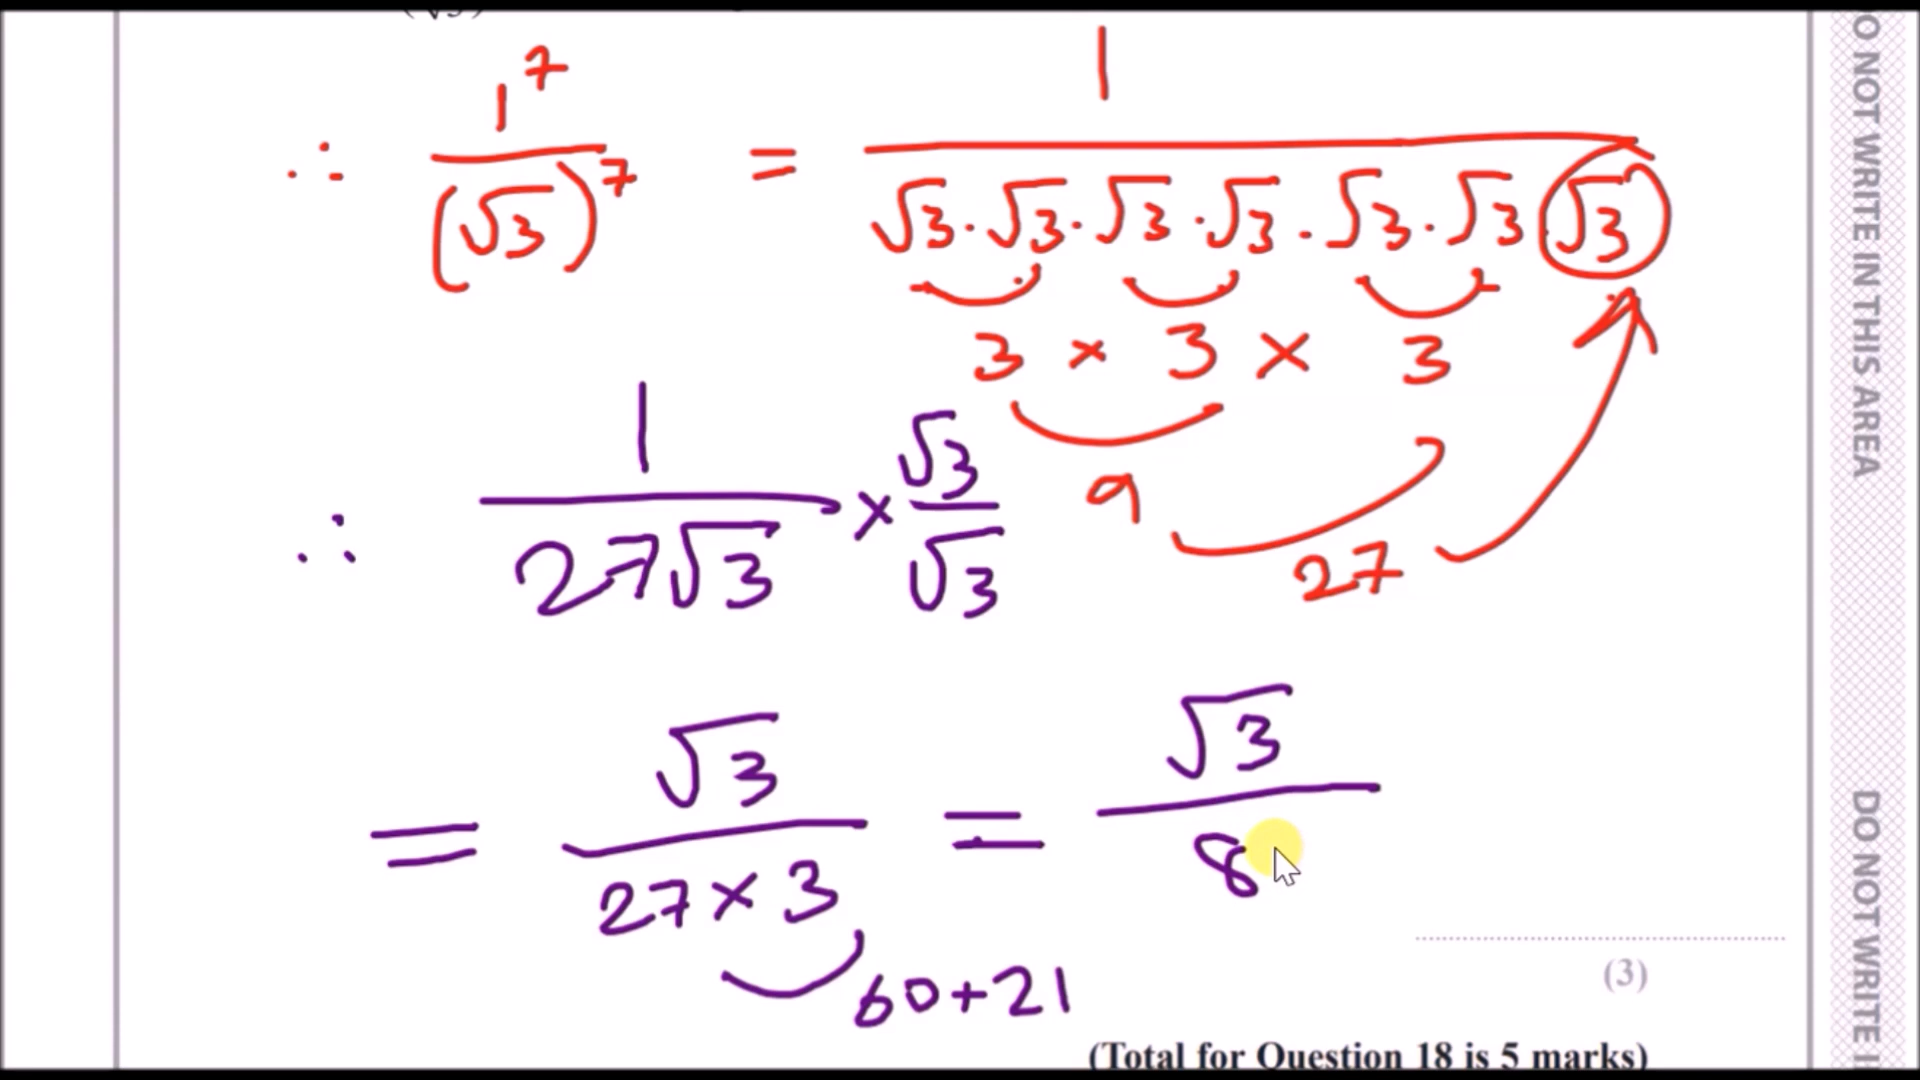 ∴ 1^7 / (√3)^7 = 1 / √3 · √3 · √3 · √3 · √3 · √3 √3
3 × 3 × 3
9
27
∴ 1 / 27√3 × √3 / √3
= √3 / 27 × 3 = √3 / 8
60 + 21
(3)
(Total for Question 18 is 5 marks)
DO NOT WRITE IN THIS AREA
DO NOT WRITE